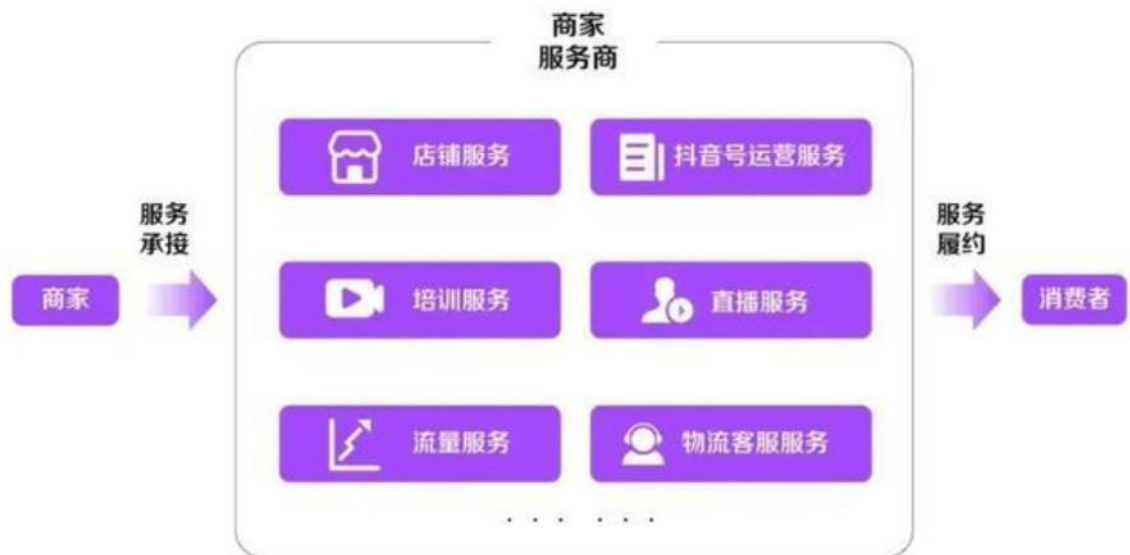 商家
服务商
店铺服务
抖音号运营服务
服务
承接
服务
履约
商家
培训服务
直播服务
消费者
流量服务
物流客服服务
. . . . . .